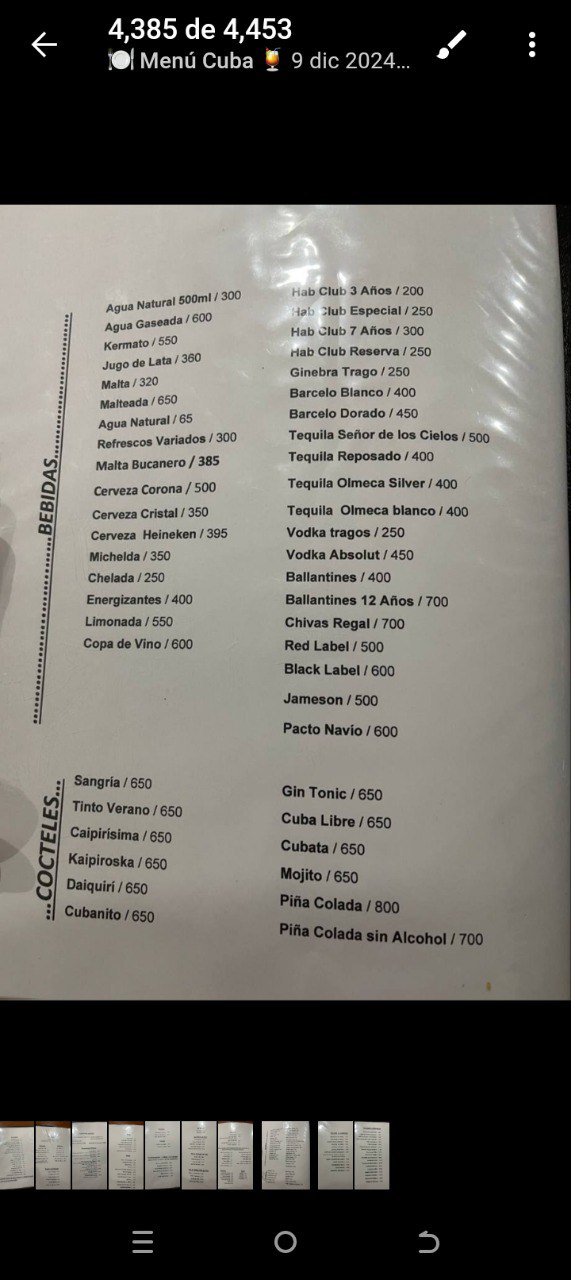 4,385 de 4,453
🍽️ Menú Cuba 🍹 9 dic 2024...
...BEBIDAS...
Agua Natural 500ml / 300
Agua Gaseada / 600
Kermato / 550
Jugo de Lata / 360
Malta / 320
Malteada / 650
Agua Natural / 65
Refrescos Variados / 300
Malta Bucanero / 385
Cerveza Corona / 500
Cerveza Cristal / 350
Cerveza Heineken / 395
Michelda / 350
Chelada / 250
Energizantes / 400
Limonada / 550
Copa de Vino / 600
Hab Club 3 Años / 200
Hab Club Especial / 250
Hab Club 7 Años / 300
Hab Club Reserva / 250
Ginebra Trago / 250
Barcelo Blanco / 400
Barcelo Dorado / 450
Tequila Señor de los Cielos / 500
Tequila Reposado / 400
Tequila Olmeca Silver / 400
Tequila Olmeca blanco / 400
Vodka tragos / 250
Vodka Absolut / 450
Ballantines / 400
Ballantines 12 Años / 700
Chivas Regal / 700
Red Label / 500
Black Label / 600
Jameson / 500
Pacto Navío / 600
...COCTELES...
Sangría / 650
Tinto Verano / 650
Caipirísima / 650
Kaipiroska / 650
Daiquirí / 650
Cubanito / 650
Gin Tonic / 650
Cuba Libre / 650
Cubata / 650
Mojito / 650
Piña Colada / 800
Piña Colada sin Alcohol / 700